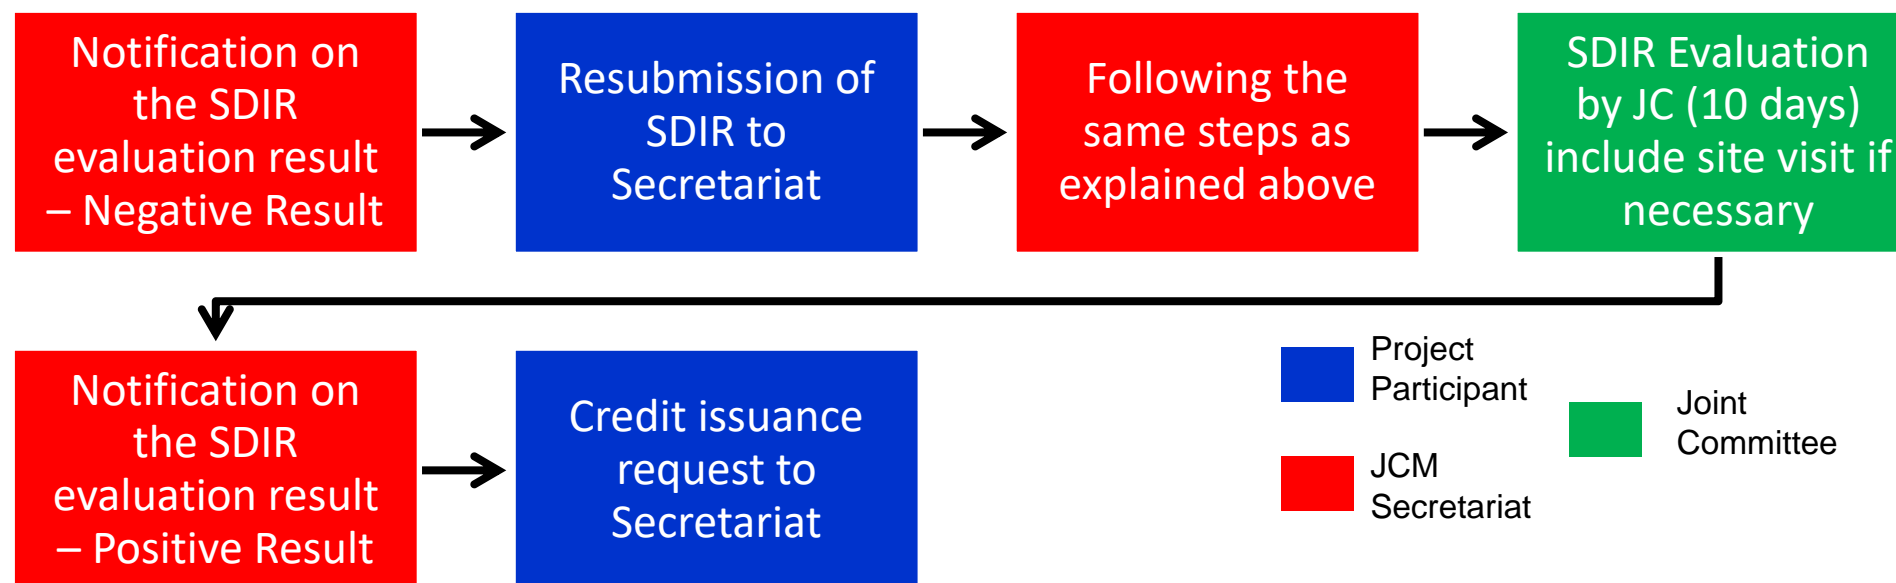 Notification on
the SDIR
evaluation result
– Negative Result
Resubmission of
SDIR to
Secretariat
Following the
same steps as
explained above
SDIR Evaluation
by JC (10 days)
include site visit if
necessary
Notification on
the SDIR
evaluation result
– Positive Result
Credit issuance
request to
Secretariat
Project
Participant
JCM
Secretariat
Joint
Committee